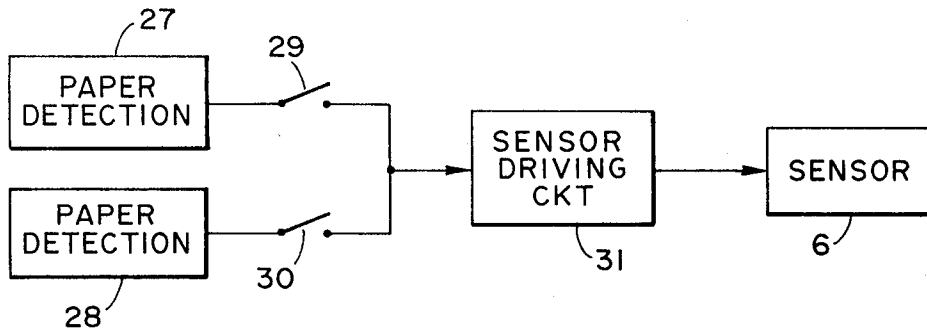 27
29
PAPER
DETECTION
SENSOR
DRIVING
CKT
SENSOR
PAPER
DETECTION
30
31
6
28